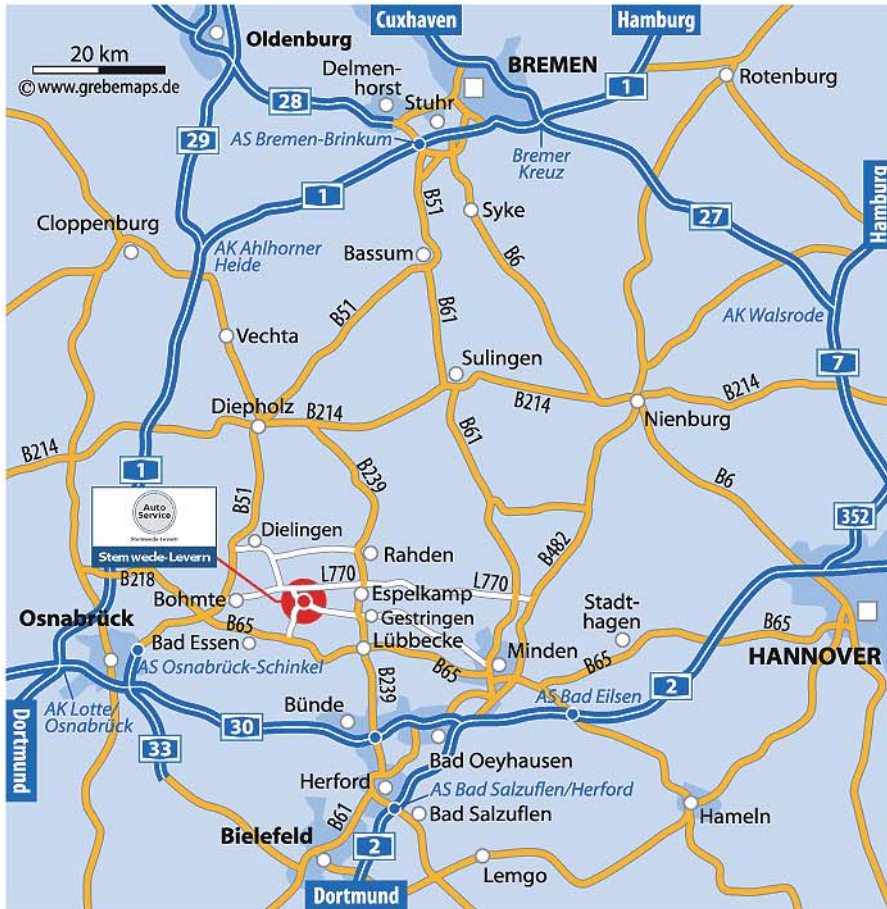 Cuxhaven
Hamburg
20 km
© www.grebemaps.de
Oldenburg
Delmen-
horst
BREMEN
Rotenburg
28
1
Stuhr
29
AS Bremen-Brinkum
Bremer
Kreuz
1
B51
Syke
27
Hamburg
Cloppenburg
AK Ahlhorner
Heide
Bassum
B6
B51
B61
AK Walsrode
Vechta
7
Sulingen
Diepholz
B214
B214
Nienburg
B214
B214
B61
1
B239
B6
Auto
Service
Stemwede-Levern
Stemwede-Levern
B51
352
Dielingen
Rahden
B482
B218
L770
L770
Bohmte
Espelkamp
Stadt-
hagen
Osnabrück
Gestringen
B65
Bad Essen
B65
Lübbecke
AS Osnabrück-Schinkel
B65
Minden
B65
HANNOVER
B239
2
AK Lotte/
Osnabrück
Dortmund
Bünde
AS Bad Eilsen
30
33
Bad Oeyhausen
Herford
AS Bad Salzuflen/Herford
B61
Bad Salzuflen
Hameln
Bielefeld
2
Lemgo
Dortmund